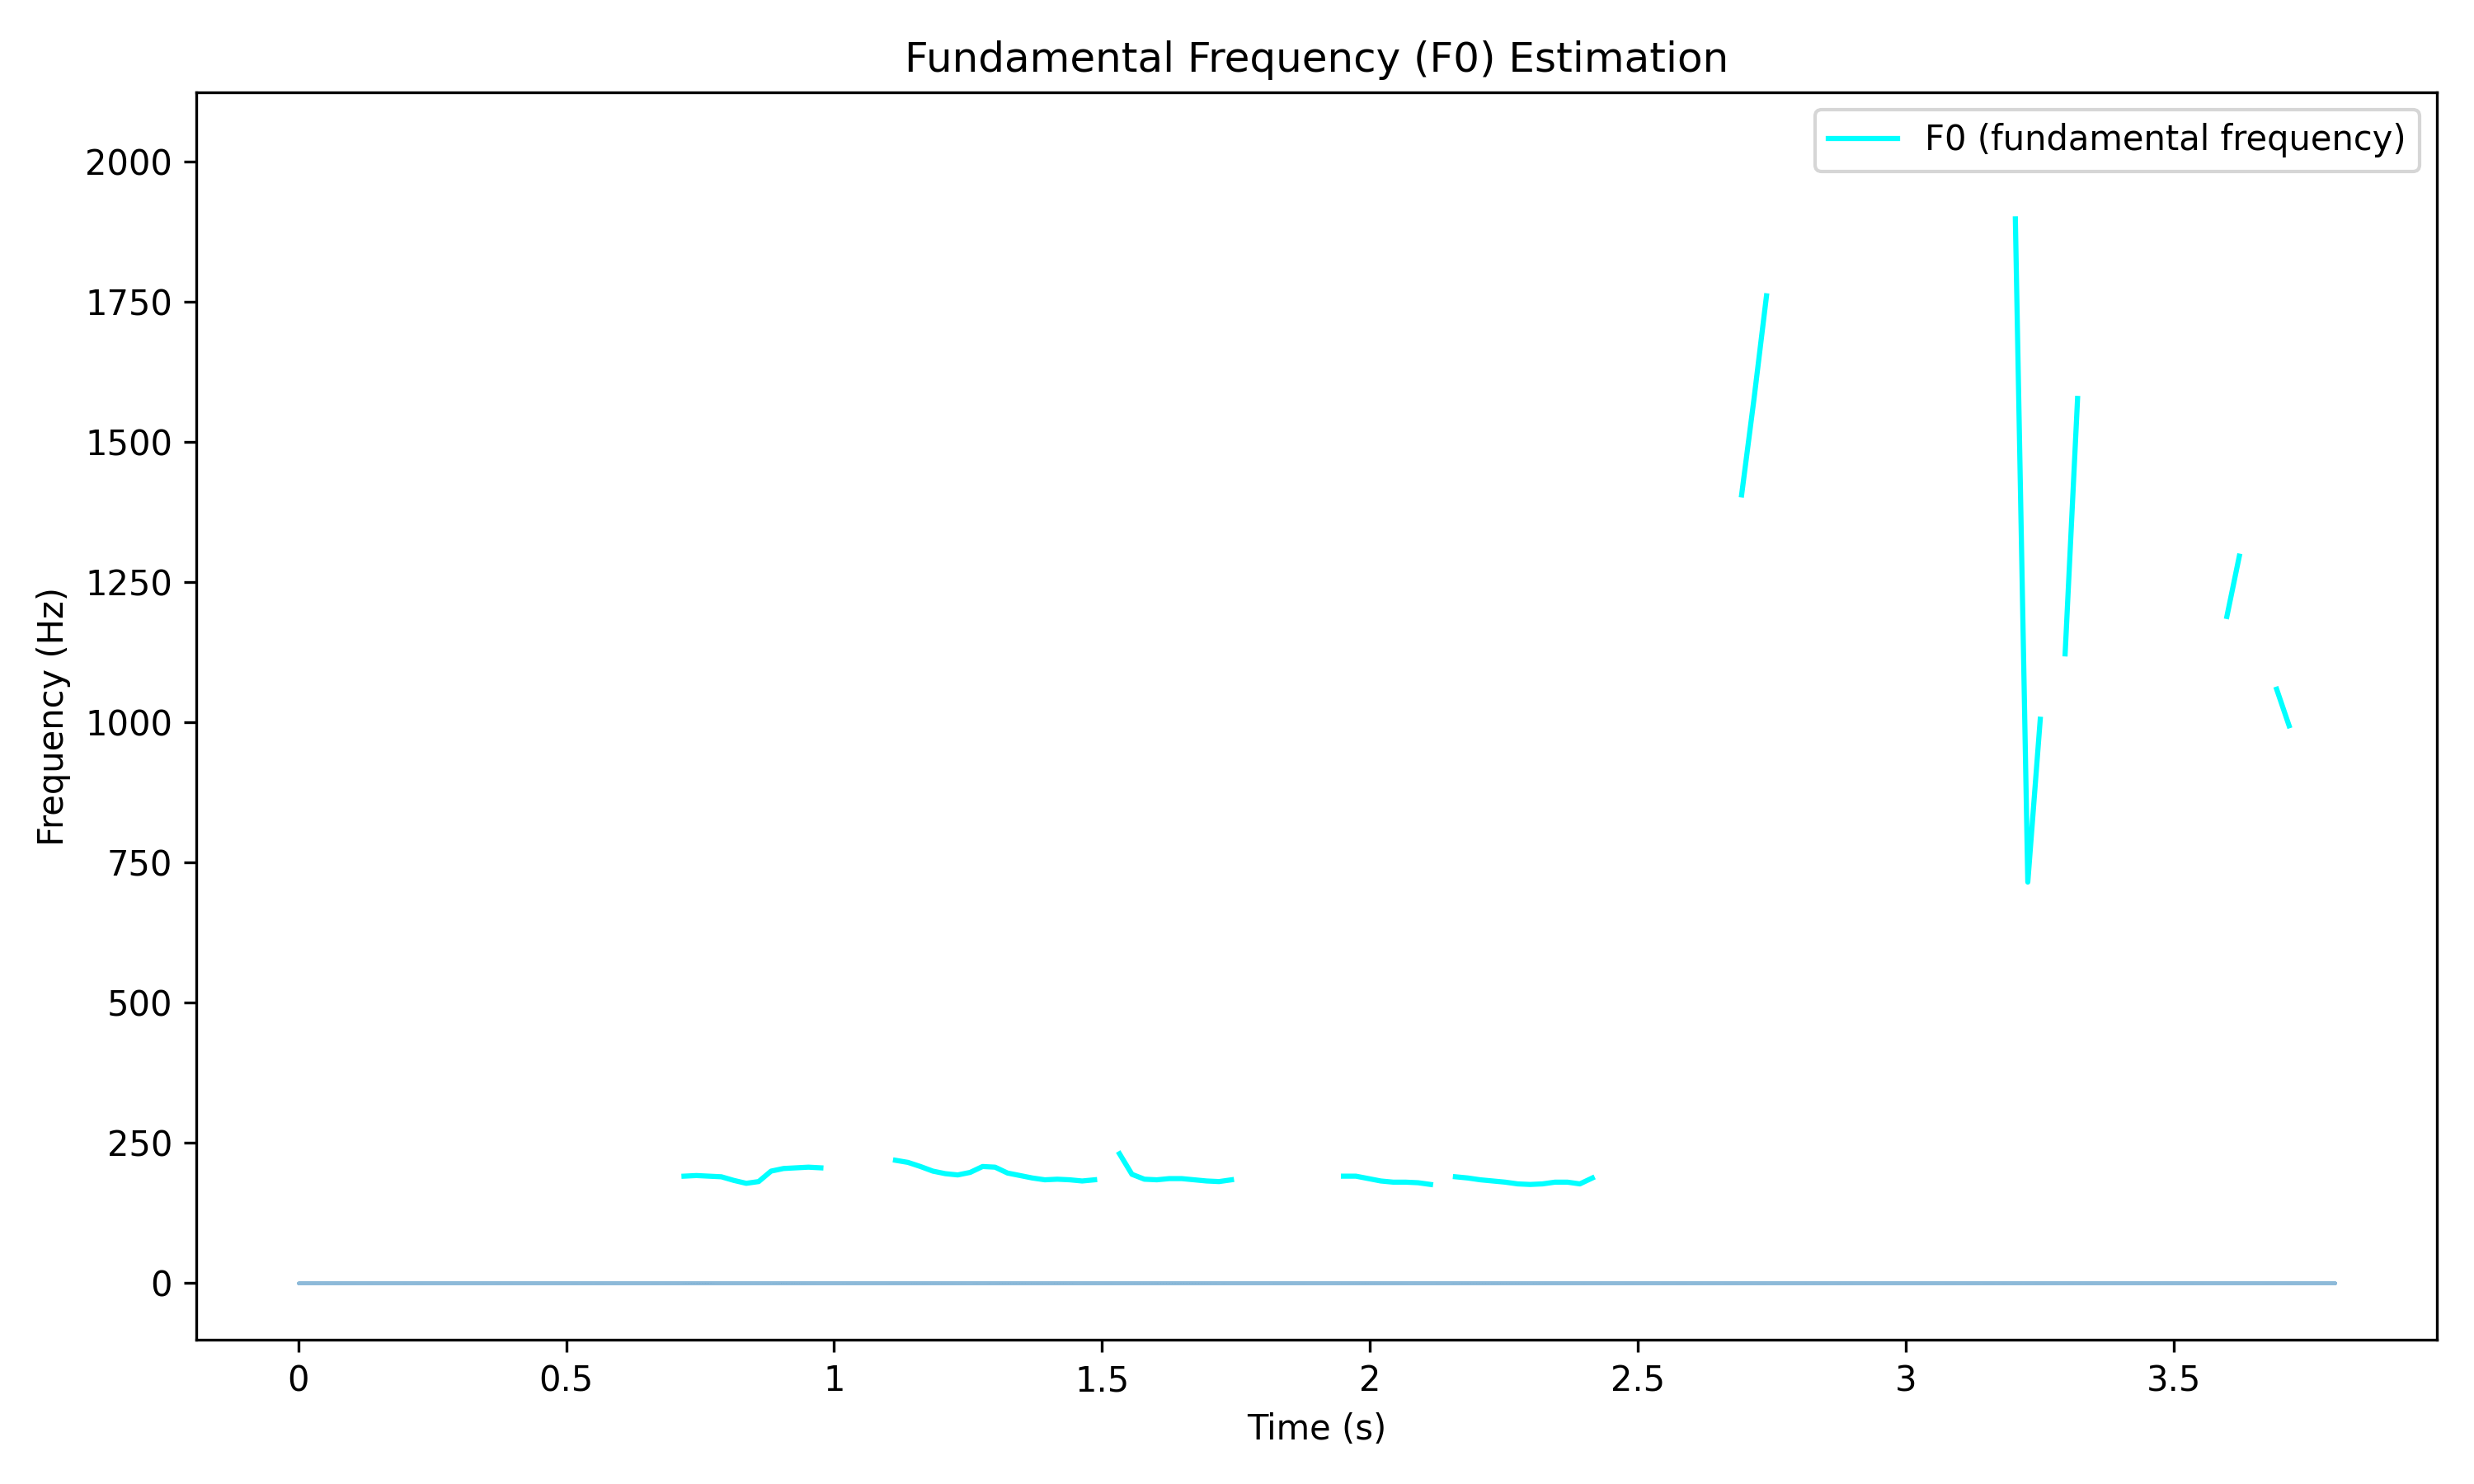 Fundamental Frequency (F0) Estimation
F0 (fundamental frequency)
2000
1750
1500
1250
1000
750
500
250
0
Frequency (Hz)
0 0.5 1 1.5 2 2.5 3 3.5
Time (s)